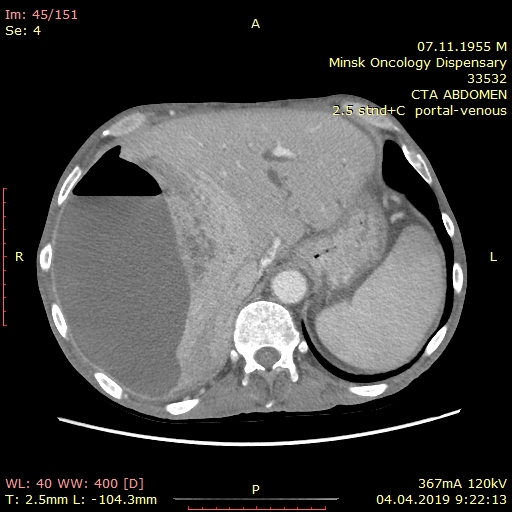 Im: 45/151
Se: 4
A
07.11.1955 M
Minsk Oncology Dispensary
33532
CTA ABDOMEN
2.5 stnd+C portal-venous
R
L
WL: 40 WW: 400 [D]
T: 2.5mm L: -104.3mm
P
367mA 120kV
04.04.2019 9:22:13